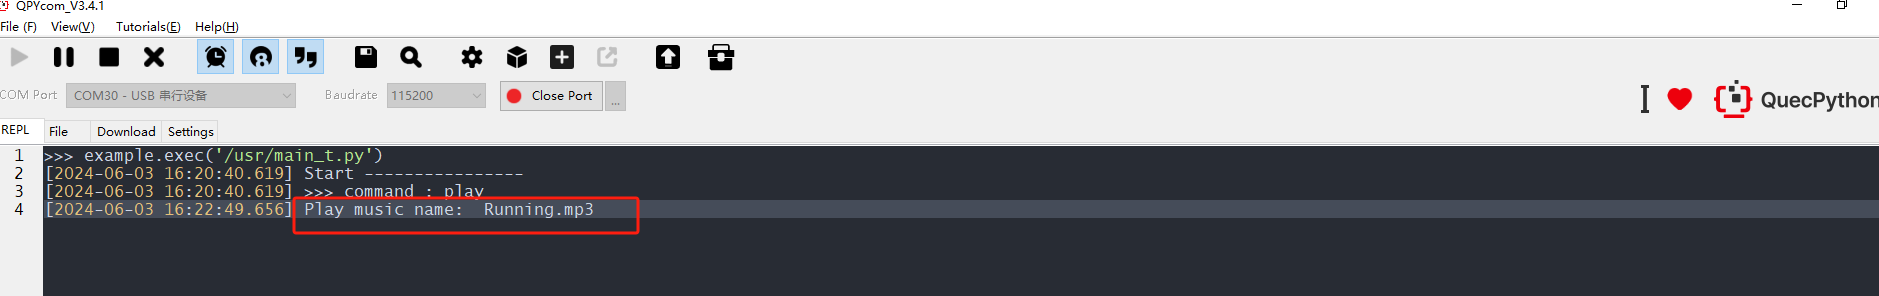 QPYcom_V3.4.1
File (F) View(V) Tutorials(E) Help(H)
COM Port COM30 - USB 串行设备 Baudrate 115200 Close Port ...
QuecPython
REPL File Download Settings
1 >>> example.exec('/usr/main_t.py')
2 [2024-06-03 16:20:40.619] Start ----------------
3 [2024-06-03 16:20:40.619] >>> command : play
4 [2024-06-03 16:22:49.656] Play music name:  Running.mp3